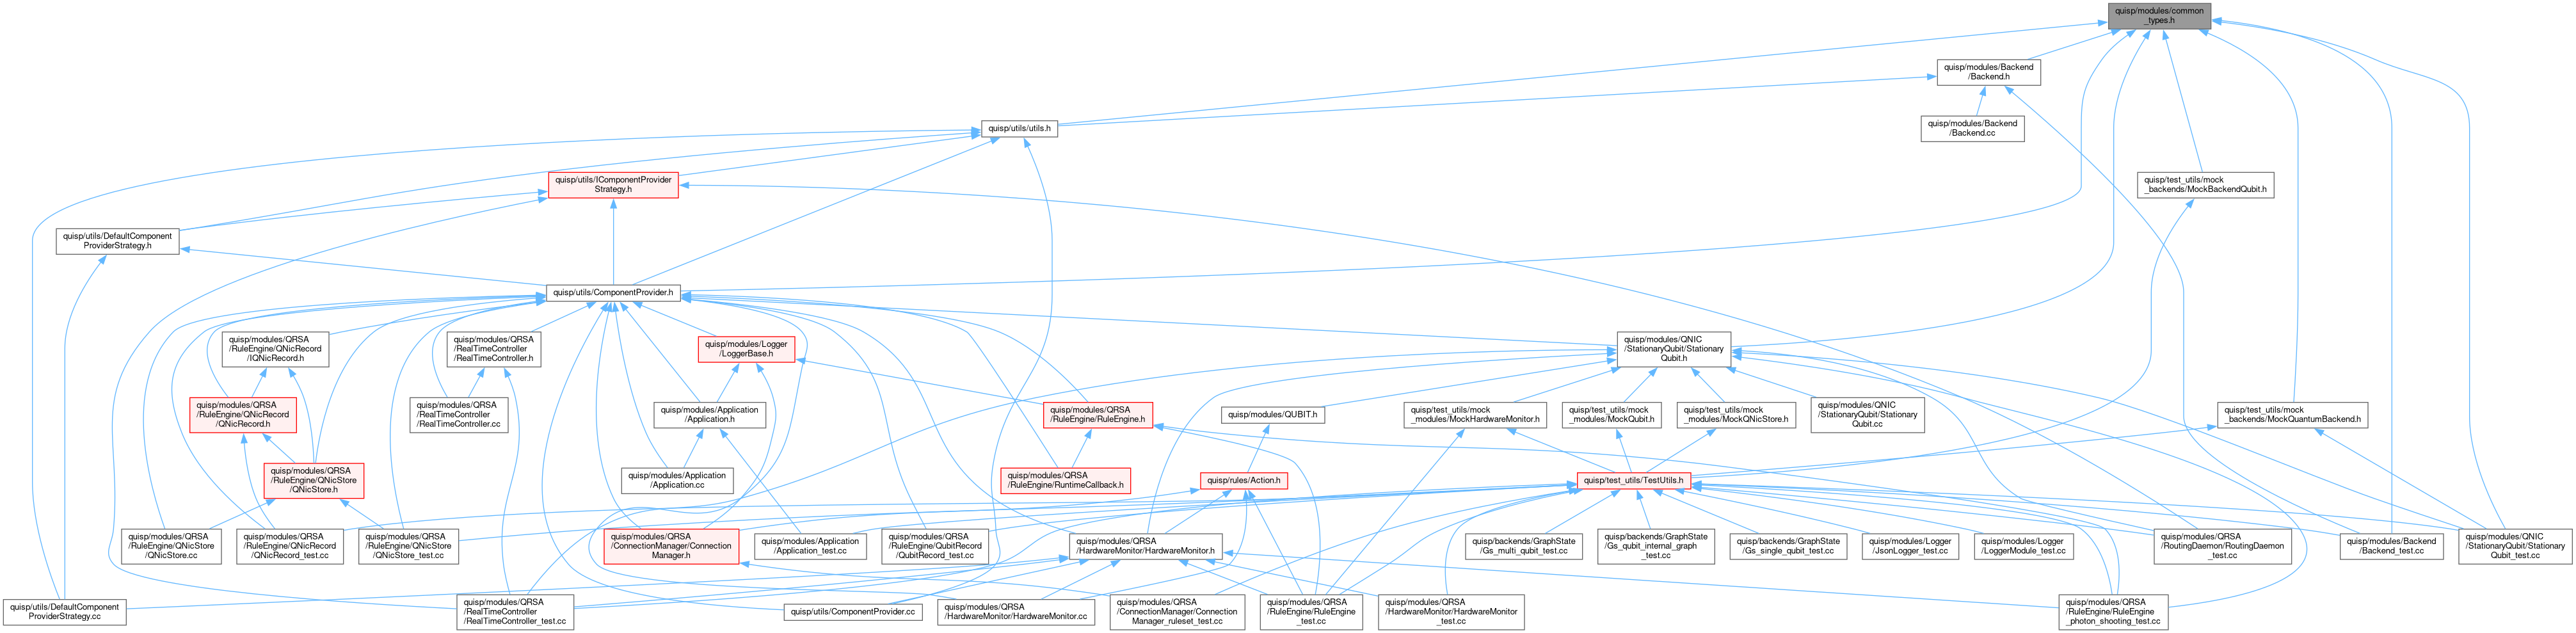 quisp/modules/common
_types.h
quisp/modules/Backend
/Backend.h
quisp/utils/utils.h
quisp/modules/Backend
/Backend.cc
quisp/utils/IComponentProvider
Strategy.h
quisp/test_utils/mock
_backends/MockBackendQubit.h
quisp/utils/DefaultComponent
ProviderStrategy.h
quisp/utils/ComponentProvider.h
quisp/modules/QRSA
/RuleEngine/QNicRecord
/IQNicRecord.h
quisp/modules/QRSA
/RealTimeController
/RealTimeController.h
quisp/modules/Logger
/LoggerBase.h
quisp/modules/QNIC
/StationaryQubit/Stationary
Qubit.h
quisp/modules/QRSA
/RuleEngine/QNicRecord
/QNicRecord.h
quisp/modules/QRSA
/RealTimeController
/RealTimeController.cc
quisp/modules/Application
/Application.h
quisp/modules/QRSA
/RuleEngine/RuleEngine.h
quisp/modules/QUBIT.h
quisp/test_utils/mock
_modules/MockHardwareMonitor.h
quisp/test_utils/mock
_modules/MockQubit.h
quisp/test_utils/mock
_modules/MockQNicStore.h
quisp/modules/QNIC
/StationaryQubit/Stationary
Qubit.cc
quisp/test_utils/mock
_backends/MockQuantumBackend.h
quisp/modules/QRSA
/RuleEngine/QNicStore
/QNicStore.h
quisp/modules/Application
/Application.cc
quisp/modules/QRSA
/RuleEngine/RuntimeCallback.h
quisp/rules/Action.h
quisp/test_utils/TestUtils.h
quisp/modules/QRSA
/RuleEngine/QNicStore
/QNicStore.cc
quisp/modules/QRSA
/RuleEngine/QNicRecord
/QNicRecord_test.cc
quisp/modules/QRSA
/RuleEngine/QNicStore
/QNicStore_test.cc
quisp/modules/QRSA
/ConnectionManager/Connection
Manager.h
quisp/modules/Application
/Application_test.cc
quisp/modules/QRSA
/RuleEngine/QubitRecord
/QubitRecord_test.cc
quisp/modules/QRSA
/HardwareMonitor/HardwareMonitor.h
quisp/backends/GraphState
/Gs_multi_qubit_test.cc
quisp/backends/GraphState
/Gs_qubit_internal_graph
_test.cc
quisp/backends/GraphState
/Gs_single_qubit_test.cc
quisp/modules/Logger
/JsonLogger_test.cc
quisp/modules/Logger
/LoggerModule_test.cc
quisp/modules/QRSA
/RoutingDaemon/RoutingDaemon
_test.cc
quisp/modules/Backend
/Backend_test.cc
quisp/modules/QNIC
/StationaryQubit/Stationary
Qubit_test.cc
quisp/utils/DefaultComponent
ProviderStrategy.cc
quisp/modules/QRSA
/RealTimeController
/RealTimeController_test.cc
quisp/utils/ComponentProvider.cc
quisp/modules/QRSA
/HardwareMonitor/HardwareMonitor.cc
quisp/modules/QRSA
/ConnectionManager/Connection
Manager_ruleset_test.cc
quisp/modules/QRSA
/RuleEngine/RuleEngine
_test.cc
quisp/modules/QRSA
/HardwareMonitor/HardwareMonitor
_test.cc
quisp/modules/QRSA
/RuleEngine/RuleEngine
_photon_shooting_test.cc